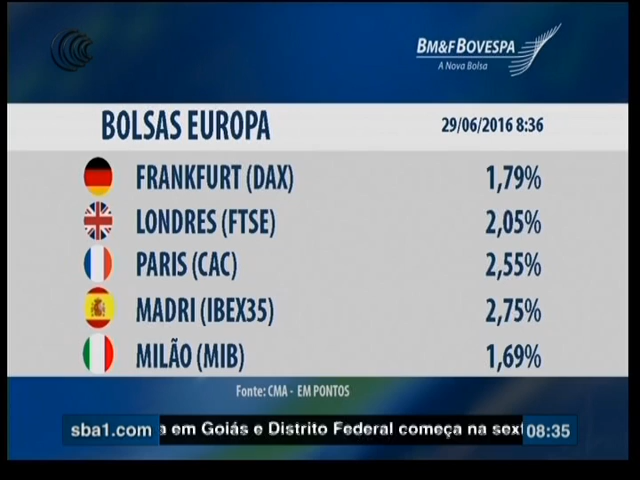 BM&FBOVESPA
A Nova Bolsa
BOLSAS EUROPA 29/06/2016 8:36
FRANKFURT (DAX) 1,79%
LONDRES (FTSE) 2,05%
PARIS (CAC) 2,55%
MADRI (IBEX35) 2,75%
MILÃO (MIB) 1,69%
Fonte: CMA - EM PONTOS
sba1.com a em Goiás e Distrito Federal começa na sext 08:35